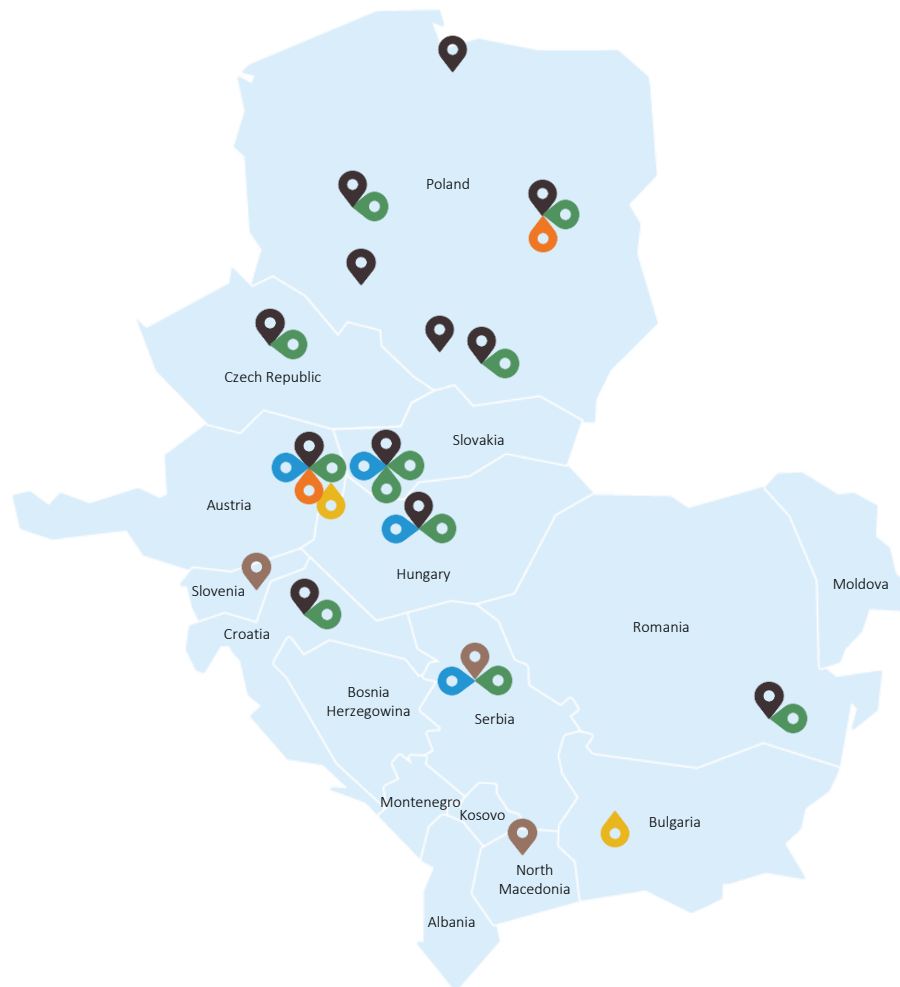 Poland
Czech Republic
Slovakia
Austria
Hungary
Moldova
Slovenia
Croatia
Romania
Bosnia
Herzegowina
Serbia
Montenegro
Kosovo
Bulgaria
North
Macedonia
Albania